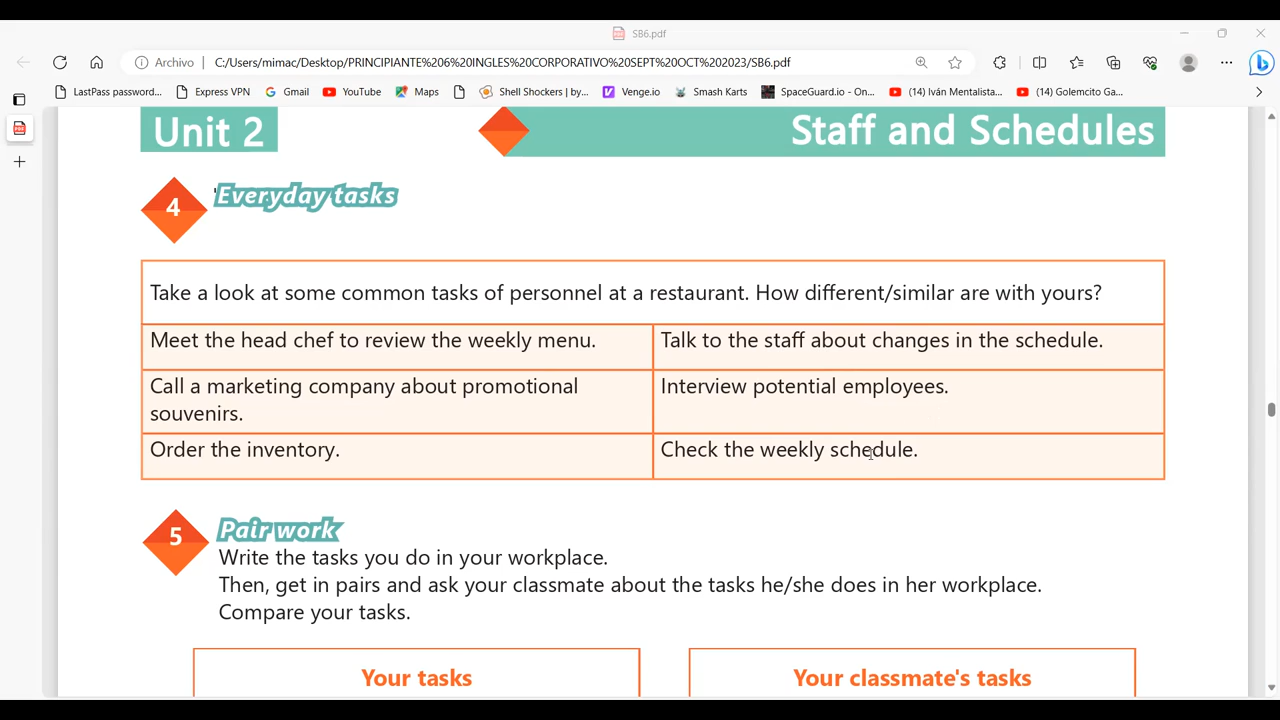 SB6.pdf
Archivo C:/Users/mimac/Desktop/PRINCIPIANTE%206%20INGLES%20CORPORATIVO%20SEPT%20OCT%202023/SB6.pdf
LastPass password... Express VPN Gmail YouTube Maps Shell Shockers | by... Venge.io Smash Karts SpaceGuard.io - On... (14) Iván Mentalista... (14) Golemcito Ga...
Unit 2 Staff and Schedules
4 Everyday tasks
Take a look at some common tasks of personnel at a restaurant. How different/similar are with yours?
Meet the head chef to review the weekly menu. Talk to the staff about changes in the schedule.
Call a marketing company about promotional Interview potential employees.
souvenirs.
Order the inventory. Check the weekly schedule.
5 Pair work
Write the tasks you do in your workplace.
Then, get in pairs and ask your classmate about the tasks he/she does in her workplace.
Compare your tasks.
Your tasks Your classmate's tasks